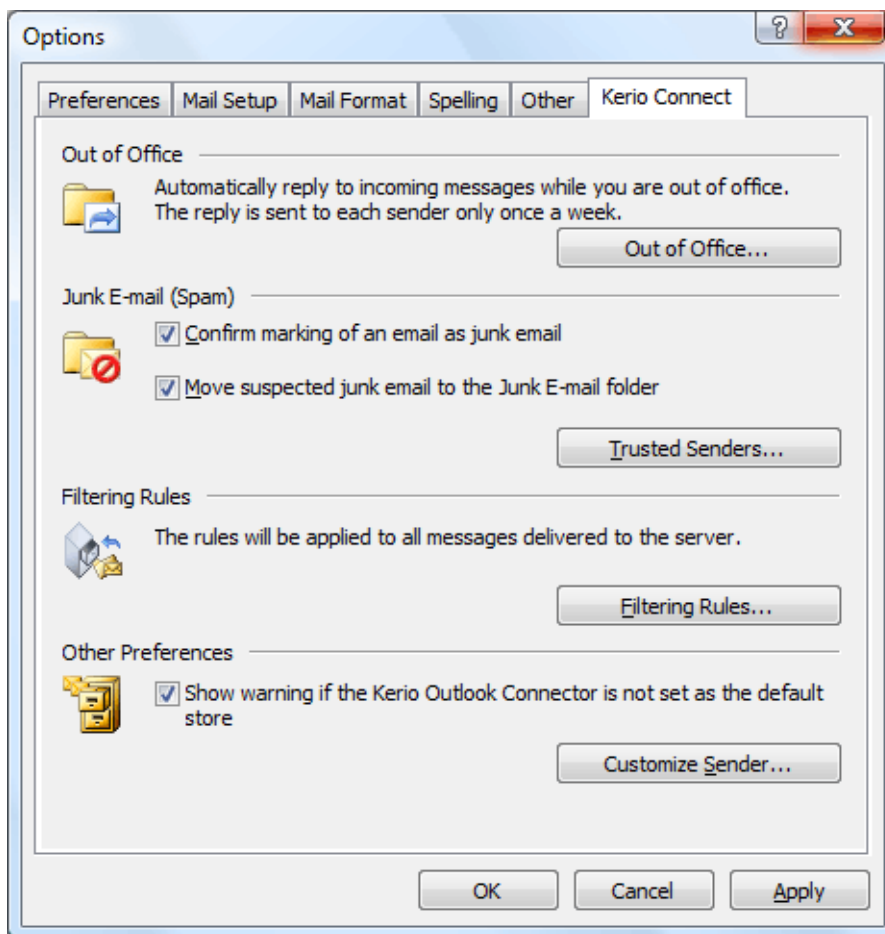 Options
Preferences
Mail Setup
Mail Format
Spelling
Other
Kerio Connect
Out of Office
Automatically reply to incoming messages while you are out of office.
The reply is sent to each sender only once a week.
Out of Office...
Junk E-mail (Spam)
Confirm marking of an email as junk email
Move suspected junk email to the Junk E-mail folder
Trusted Senders...
Filtering Rules
The rules will be applied to all messages delivered to the server.
Filtering Rules...
Other Preferences
Show warning if the Kerio Outlook Connector is not set as the default
store
Customize Sender...
OK
Cancel
Apply